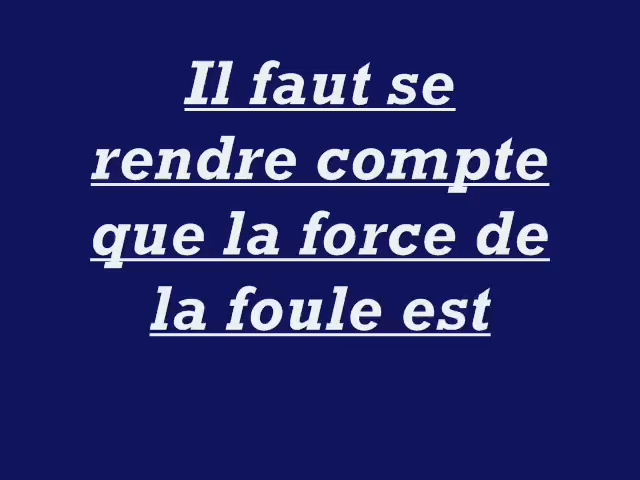 Il faut se
rendre compte
que la force de
la foule est